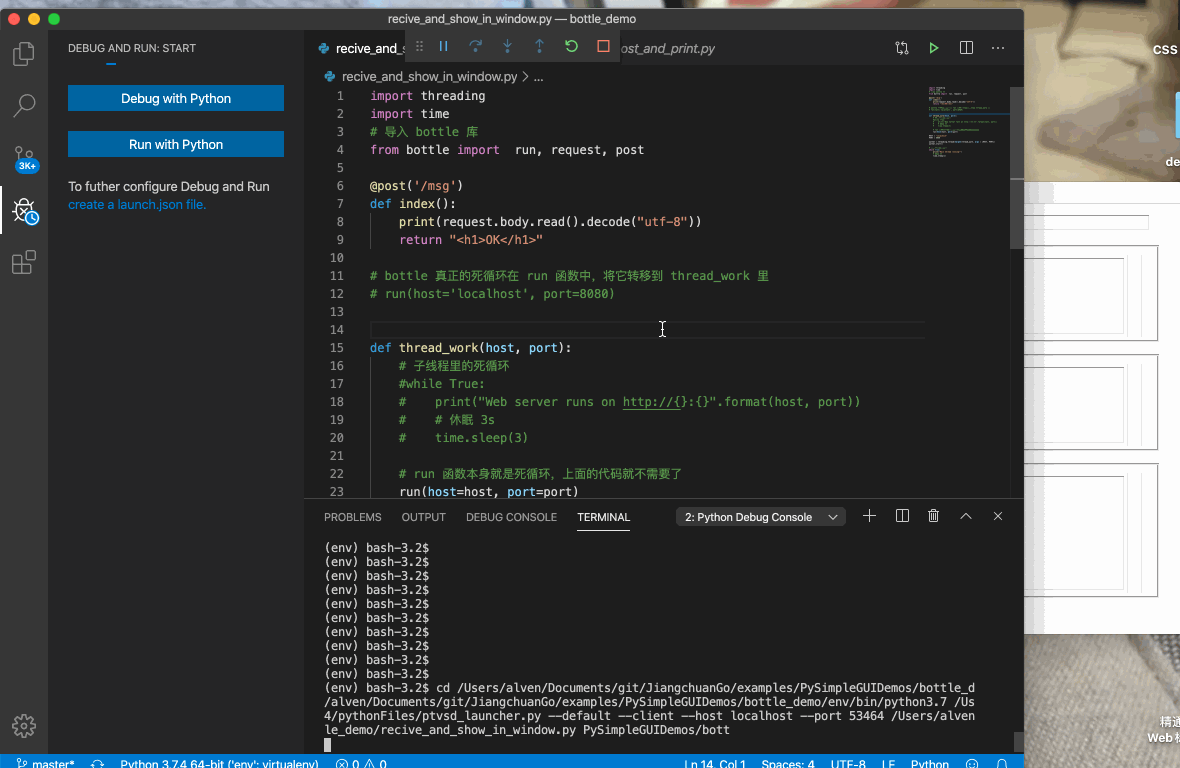 recive_and_show_in_window.py — bottle_demo
CSS
DEBUG AND RUN: START
recive_and_s
ost_and_print.py
recive_and_show_in_window.py > ...
Debug with Python
Run with Python
3K+
To futher configure Debug and Run
create a launch.json file.
de
1 import threading
2 import time
3 # 导入 bottle 库
4 from bottle import  run, request, post
5
6 @post('/msg')
7 def index():
8     print(request.body.read().decode("utf-8"))
9     return "<h1>OK</h1>"
10
11 # bottle 真正的死循环在 run 函数中，将它转移到 thread_work 里
12 # run(host='localhost', port=8080)
13
14
15 def thread_work(host, port):
16     # 子线程里的死循环
17     #while True:
18     #    print("Web server runs on http://{}:{}".format(host, port))
19     #    # 休眠 3s
20     #    time.sleep(3)
21
22     # run 函数本身就是死循环，上面的代码就不需要了
23     run(host=host, port=port)
PROBLEMS OUTPUT DEBUG CONSOLE TERMINAL 2: Python Debug Console
(env) bash-3.2$
(env) bash-3.2$
(env) bash-3.2$
(env) bash-3.2$
(env) bash-3.2$
(env) bash-3.2$
(env) bash-3.2$
(env) bash-3.2$
(env) bash-3.2$
(env) bash-3.2$
(env) bash-3.2$ cd /Users/alven/Documents/git/JiangchuanGo/examples/PySimpleGUIDemos/bottle_d
/alven/Documents/git/JiangchuanGo/examples/PySimpleGUIDemos/bottle_demo/env/bin/python3.7 /Us
4/pythonFiles/ptvsd_launcher.py --default --client --host localhost --port 53464 /Users/alven
le_demo/recive_and_show_in_window.py PySimpleGUIDemos/bott
精通
Web
master* Python 3.7.4 64-bit ('env': virtualenv) 0 0 Ln 14, Col 1 Spaces: 4 UTF-8 LF Python